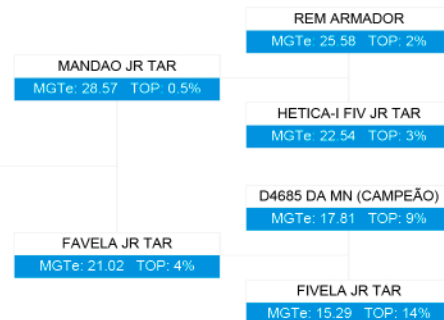 REM ARMADOR
MGTe: 25.58 TOP: 2%
MANDAO JR TAR
MGTe: 28.57 TOP: 0.5%
HETICA-I FIV JR TAR
MGTe: 22.54 TOP: 3%
D4685 DA MN (CAMPEÃO)
MGTe: 17.81 TOP: 9%
FAVELA JR TAR
MGTe: 21.02 TOP: 4%
FIVELA JR TAR
MGTe: 15.29 TOP: 14%